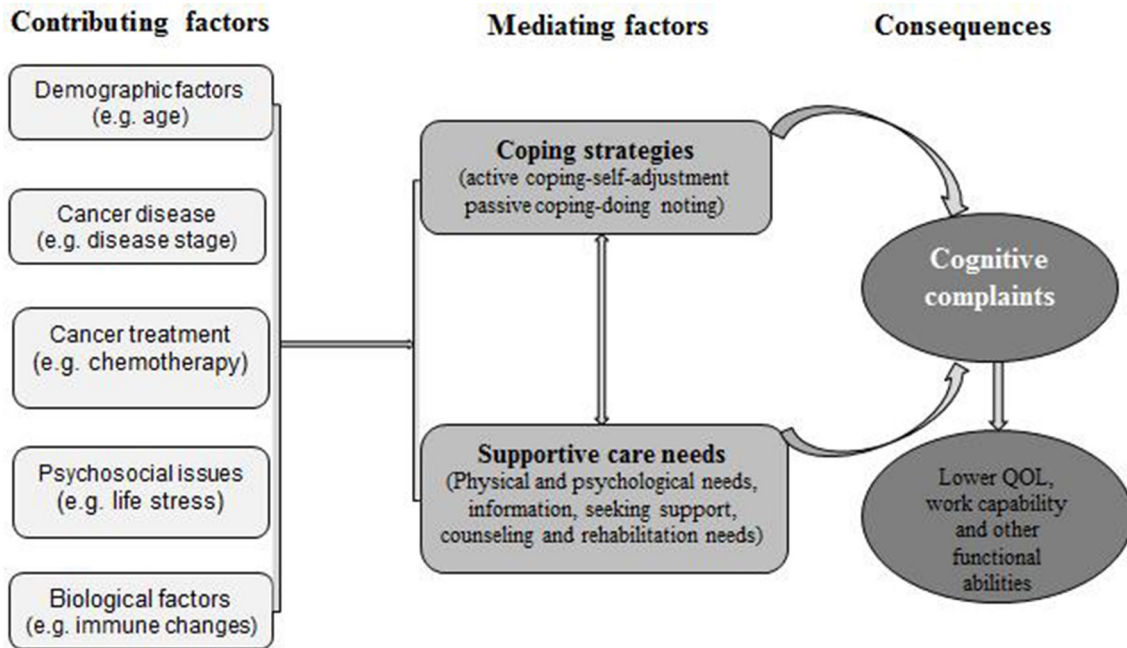 Contributing factors
Demographic factors
(e.g. age)
Cancer disease
(e.g. disease stage)
Cancer treatment
(e.g. chemotherapy)
Psychosocial issues
(e.g. life stress)
Biological factors
(e.g. immune changes)
Mediating factors
Coping strategies
(active coping-self-adjustment
passive coping-doing noting)
Supportive care needs
(Physical and psychological needs,
information, seeking support,
counseling and rehabilitation needs)
Consequences
Cognitive
complaints
Lower QOL,
work capability
and other
functional
abilities